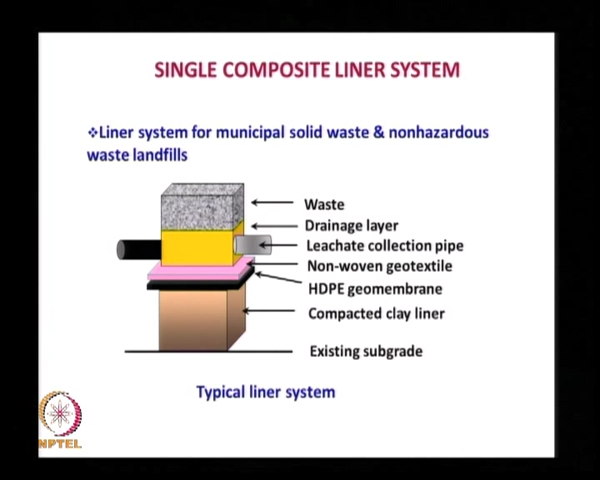 SINGLE COMPOSITE LINER SYSTEM
❖Liner system for municipal solid waste & nonhazardous
waste landfills
Waste
Drainage layer
Leachate collection pipe
Non-woven geotextile
HDPE geomembrane
Compacted clay liner
Existing subgrade
Typical liner system
NPTEL